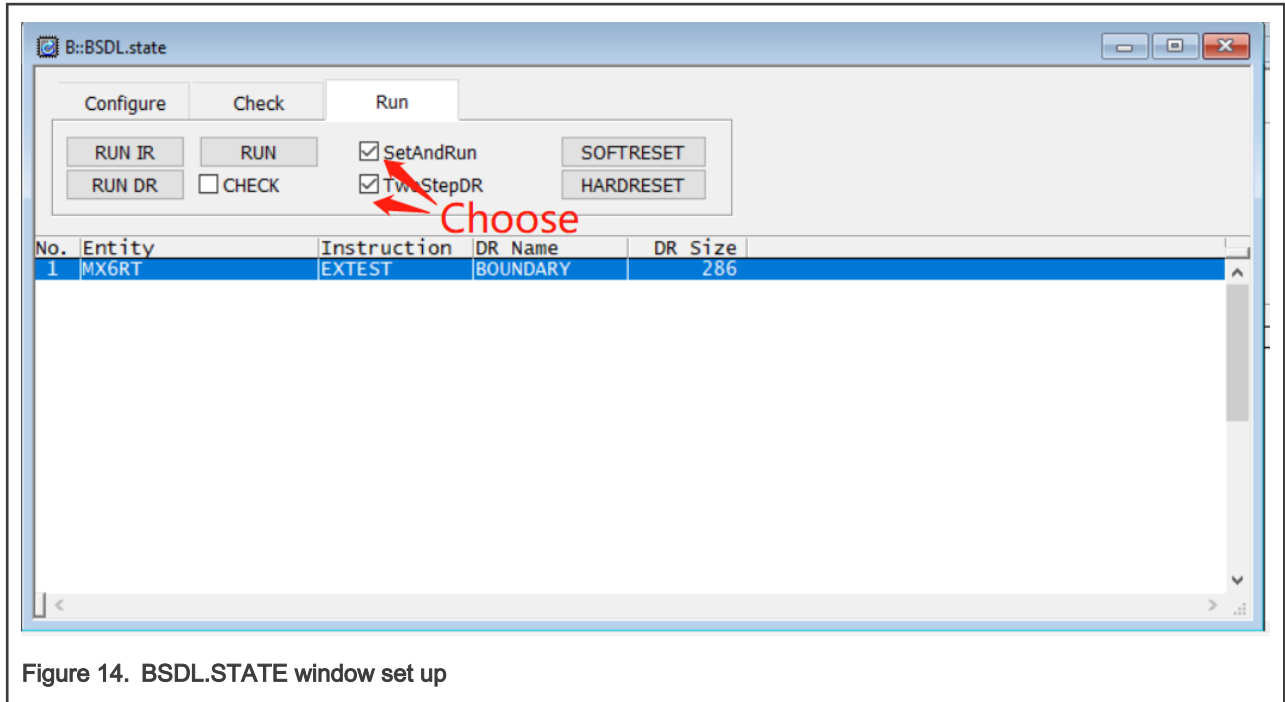 B::BSDL.state
Configure Check Run
RUN IR RUN SetAndRun SOFTRESET
RUN DR CHECK TwoStepDR HARDRESET
Choose
No. Entity Instruction DR Name DR Size
1 MX6RT EXTEST BOUNDARY 286
Figure 14. BSDL.STATE window set up